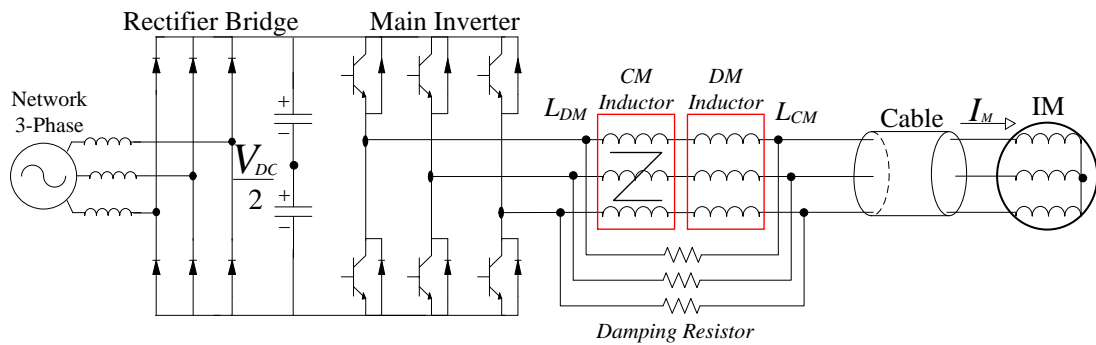 Rectifier Bridge
Main Inverter
Network
3-Phase
+
−
+
−
V_DC
2
L_DM
CM
Inductor
DM
Inductor
L_CM
Cable
I_M
IM
Damping Resistor